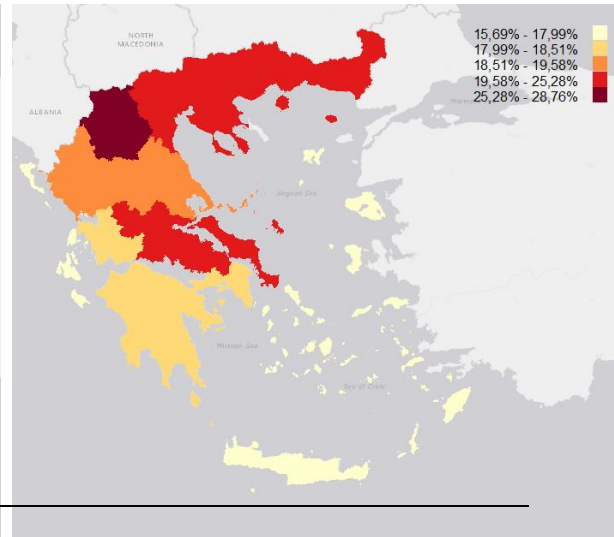 15,69% - 17,99%
17,99% - 18,51%
18,51% - 19,58%
19,58% - 25,28%
25,28% - 28,76%
NORTH
MACEDONIA
ALBANIA
Aegean Sea
Mirtoan Sea
Sea of Crete